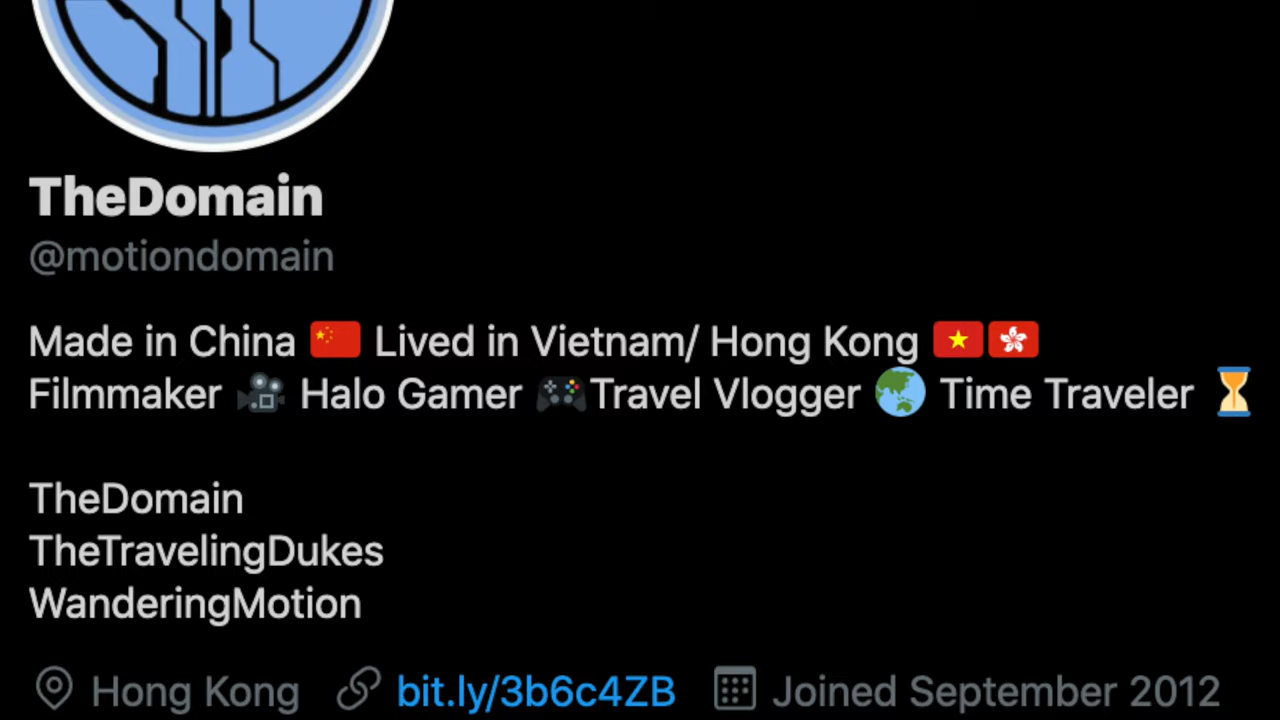 TheDomain
@motiondomain
Made in China 🇨🇳 Lived in Vietnam/ Hong Kong 🇻🇳🇭🇰
Filmmaker 🎥 Halo Gamer 🎮Travel Vlogger 🌏 Time Traveler ⏳
TheDomain
TheTravelingDukes
WanderingMotion
Hong Kong bit.ly/3b6c4ZB Joined September 2012